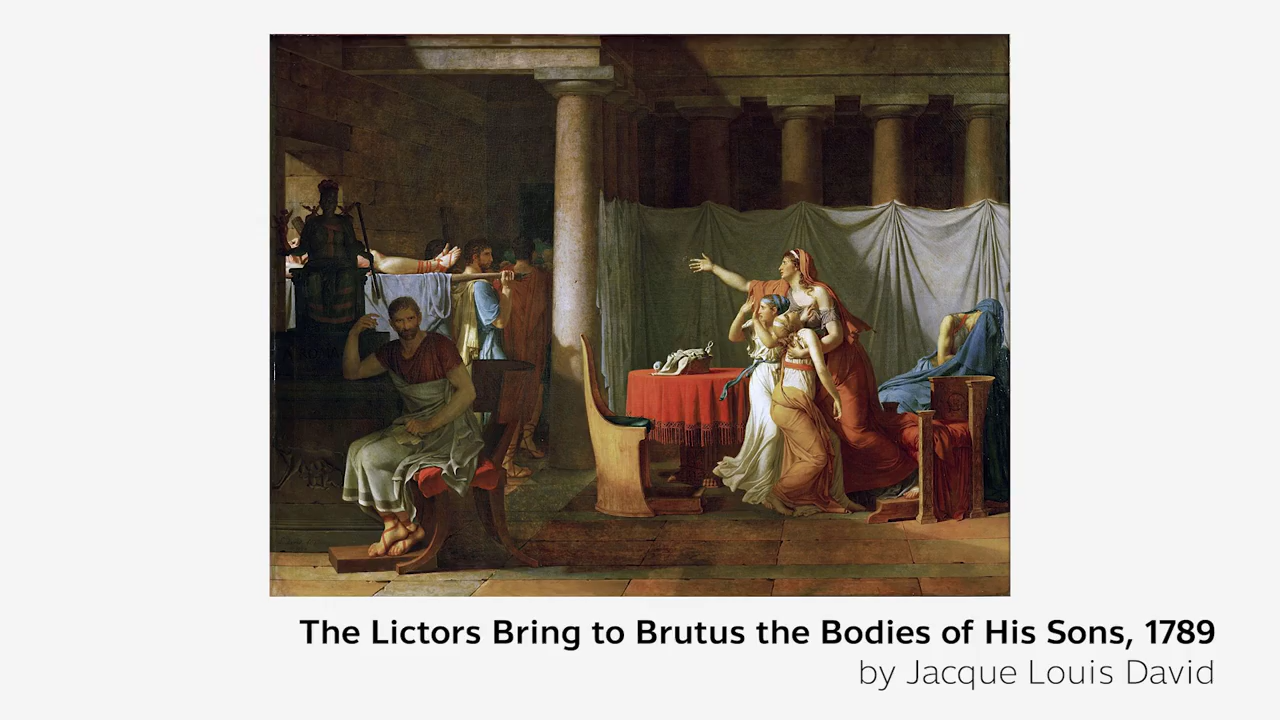 The Lictors Bring to Brutus the Bodies of His Sons, 1789
by Jacque Louis David